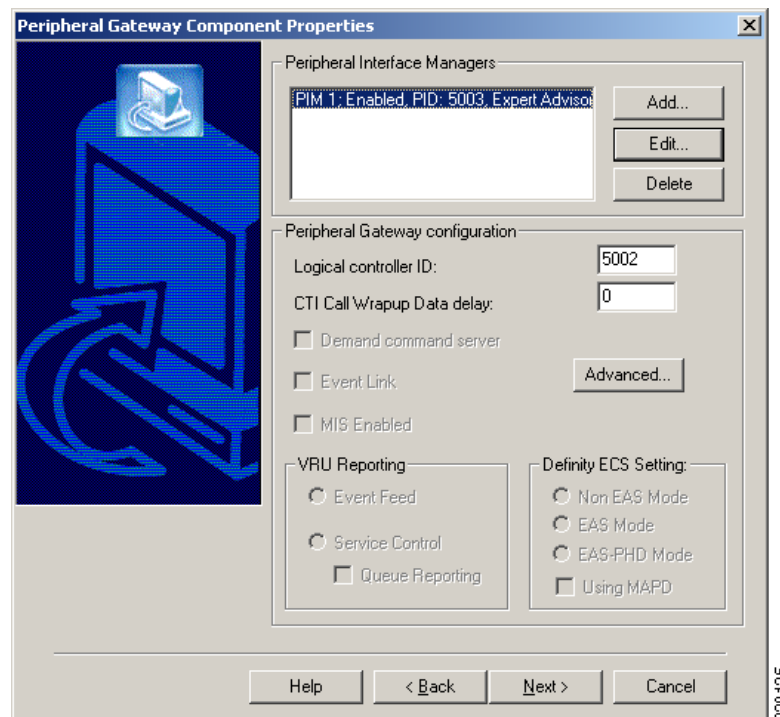 Peripheral Gateway Component Properties
Peripheral Interface Managers
PIM 1; Enabled, PID: 5003, Expert Advisor
Add...
Edit...
Delete
Peripheral Gateway configuration
Logical controller ID:
5002
CTI Call Wrapup Data delay:
0
Demand command server
Event Link
Advanced...
MIS Enabled
VRU Reporting
Event Feed
Service Control
Queue Reporting
Definity ECS Setting:
Non EAS Mode
EAS Mode
EAS-PHD Mode
Using MAPD
Help
< Back
Next >
Cancel